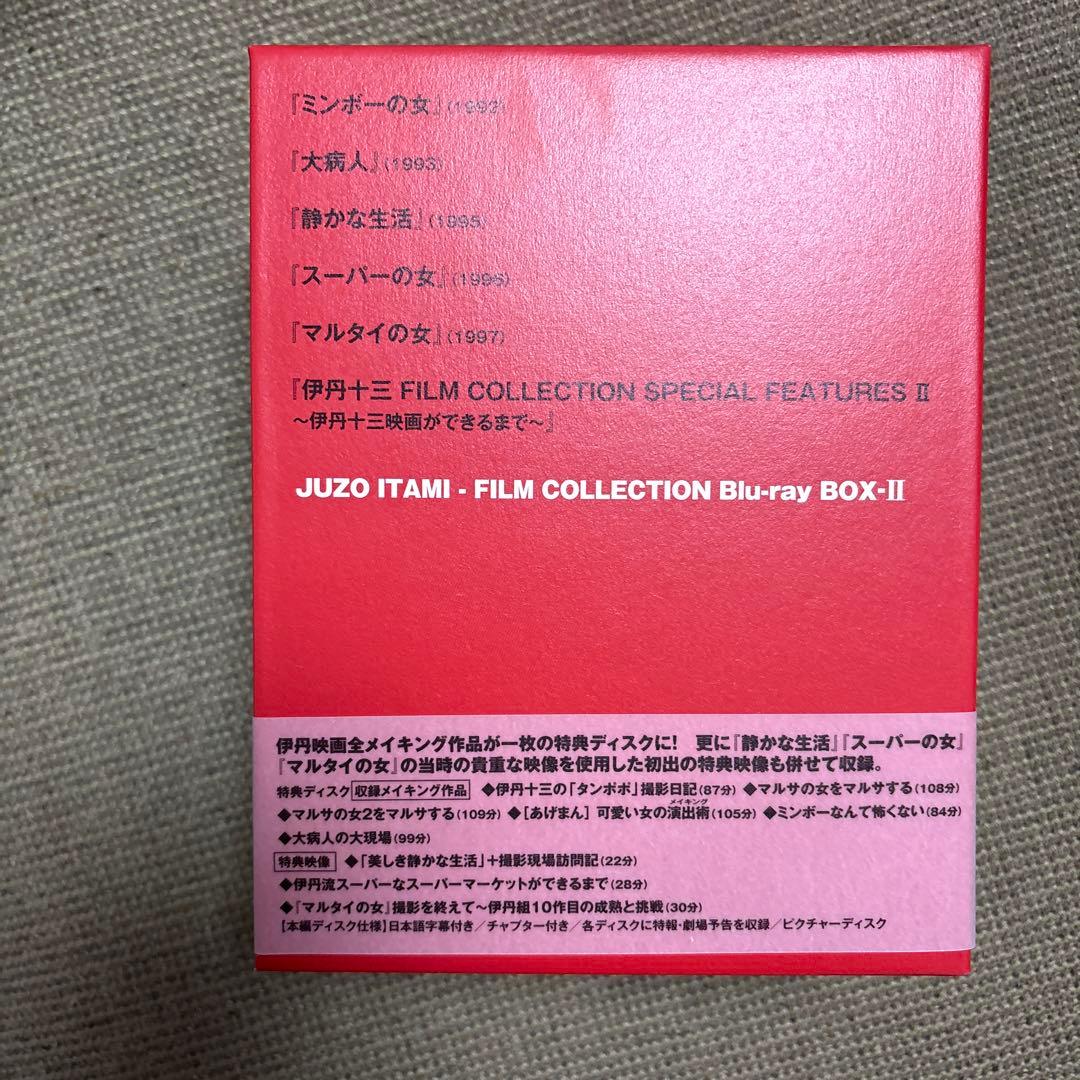 『ミンボーの女』(1992)
『大病人』(1993)
『静かな生活』(1995)
『スーパーの女』(1996)
『マルタイの女』(1997)
『伊丹十三 FILM COLLECTION SPECIAL FEATURES Ⅱ
〜伊丹十三映画ができるまで〜』
JUZO ITAMI - FILM COLLECTION Blu-ray BOX-Ⅱ
伊丹映画全メイキング作品が一枚の特典ディスクに! 更に『静かな生活』『スーパーの女』
『マルタイの女』の当時の貴重な映像を使用した初出の特典映像も併せて収録。
特典ディスク 収録メイキング作品 ◆伊丹十三の「タンポポ」撮影日記(87分) ◆マルサの女をマルサする(108分)
◆マルサの女2をマルサする(109分) ◆[あげまん] 可愛い女の演出術(105分) ◆ミンボーなんて怖くない(84分)
メイキング
◆大病人の大現場(99分)
特典映像 ◆「美しき静かな生活」+撮影現場訪問記(22分)
◆伊丹流スーパーなスーパーマーケットができるまで(28分)
◆『マルタイの女』撮影を終えて〜伊丹組10作目の成熟と挑戦(30分)
【本編ディスク仕様】日本語字幕付き/チャプター付き/各ディスクに特報・劇場予告を収録/ピクチャーディスク